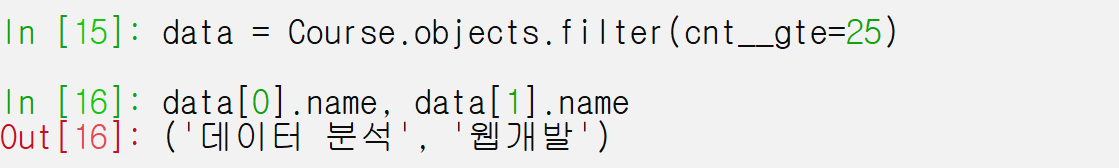 In [15]: data = Course.objects.filter(cnt__gte=25)
In [16]: data[0].name, data[1].name
Out[16]: ('데이터 분석', '웹개발')